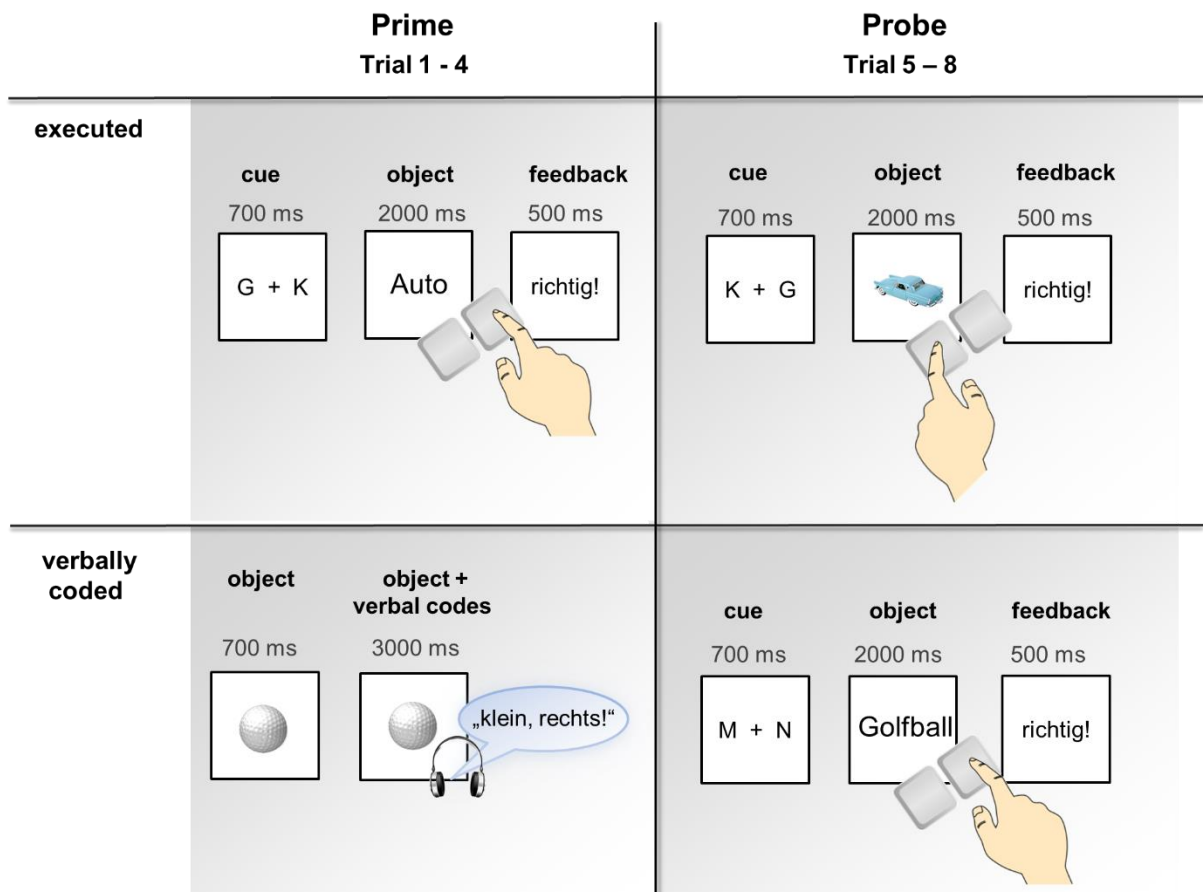 Prime
Trial 1 - 4
Probe
Trial 5 – 8
executed
cue
object
feedback
700 ms
2000 ms
500 ms
G + K
Auto
richtig!
cue
object
feedback
700 ms
2000 ms
500 ms
K + G
richtig!
verbally
coded
object
object +
verbal codes
700 ms
3000 ms
„klein, rechts!“
cue
object
feedback
700 ms
2000 ms
500 ms
M + N
Golfball
richtig!